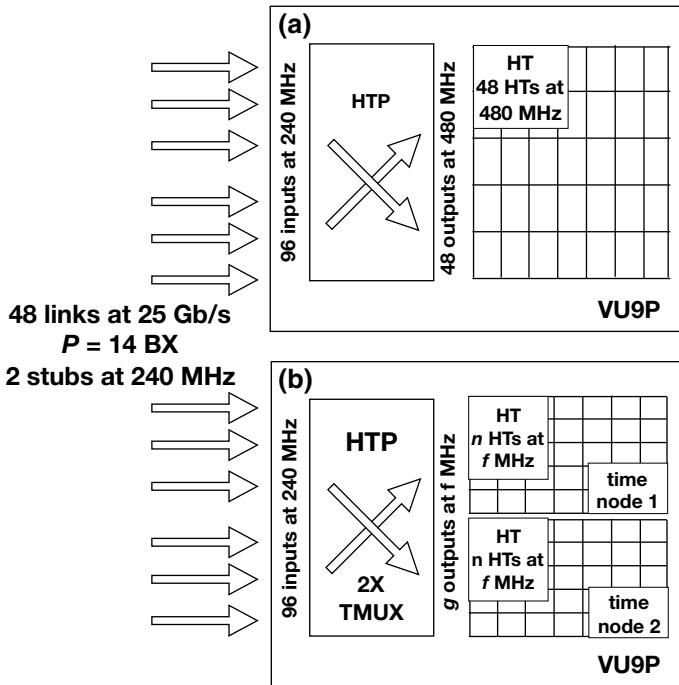 (a)
96 inputs at 240 MHz
HTP
48 outputs at 480 MHz
HT
48 HTs at
480 MHz
VU9P
48 links at 25 Gb/s
P = 14 BX
2 stubs at 240 MHz
(b)
96 inputs at 240 MHz
HTP
2X
TMUX
g outputs at f MHz
HT
n HTs at
f MHz
time
node 1
HT
n HTs at
f MHz
time
node 2
VU9P